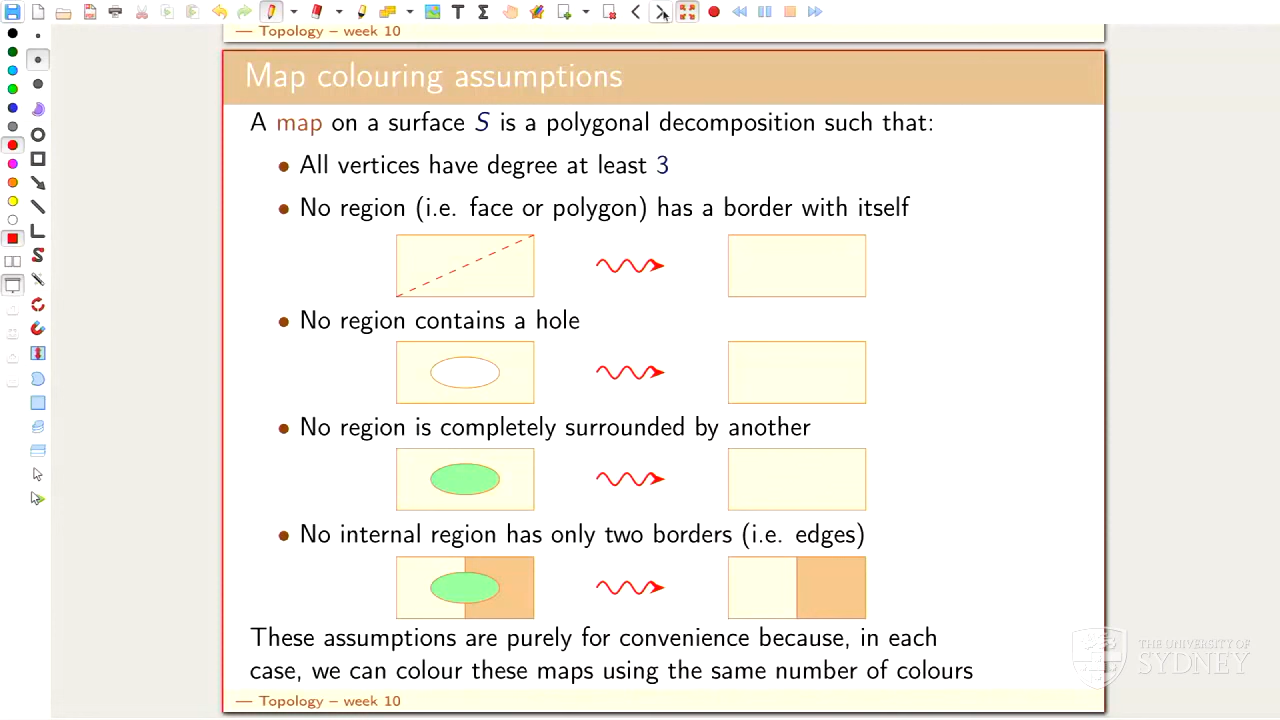 — Topology – week 10
Map colouring assumptions
A map on a surface S is a polygonal decomposition such that:
• All vertices have degree at least 3
• No region (i.e. face or polygon) has a border with itself
• No region contains a hole
• No region is completely surrounded by another
• No internal region has only two borders (i.e. edges)
These assumptions are purely for convenience because, in each
case, we can colour these maps using the same number of colours
— Topology – week 10
THE UNIVERSITY OF
SYDNEY